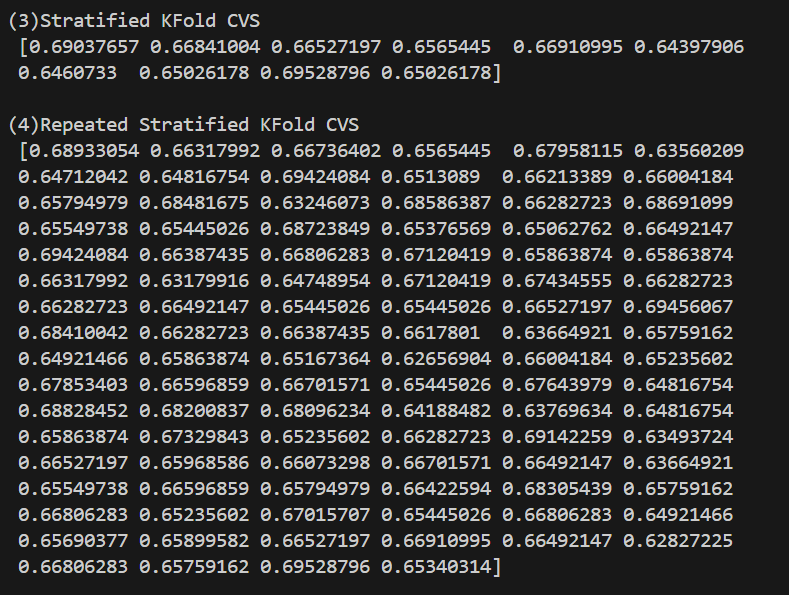 (3)Stratified KFold CVS
[0.69037657 0.66841004 0.66527197 0.6565445  0.66910995 0.64397906
0.6460733  0.65026178 0.69528796 0.65026178]
(4)Repeated Stratified KFold CVS
[0.68933054 0.66317992 0.66736402 0.6565445  0.67958115 0.63560209
0.64712042 0.64816754 0.69424084 0.6513089  0.66213389 0.66004184
0.65794979 0.68481675 0.63246073 0.68586387 0.66282723 0.68691099
0.65549738 0.65445026 0.68723849 0.65376569 0.65062762 0.66492147
0.69424084 0.66387435 0.66806283 0.67120419 0.65863874 0.65863874
0.66317992 0.63179916 0.64748954 0.67120419 0.67434555 0.66282723
0.66282723 0.66492147 0.65445026 0.65445026 0.66527197 0.69456067
0.68410042 0.66282723 0.66387435 0.6617801  0.63664921 0.65759162
0.64921466 0.65863874 0.65167364 0.62656904 0.66004184 0.65235602
0.67853403 0.66596859 0.66701571 0.65445026 0.67643979 0.64816754
0.68828452 0.68200837 0.68096234 0.64188482 0.63769634 0.64816754
0.65863874 0.67329843 0.65235602 0.66282723 0.69142259 0.63493724
0.66527197 0.65968586 0.66073298 0.66701571 0.66492147 0.63664921
0.65549738 0.66596859 0.65794979 0.66422594 0.68305439 0.65759162
0.66806283 0.65235602 0.67015707 0.65445026 0.66806283 0.64921466
0.65690377 0.65899582 0.66527197 0.66910995 0.66492147 0.62827225
0.66806283 0.65759162 0.69528796 0.65340314]